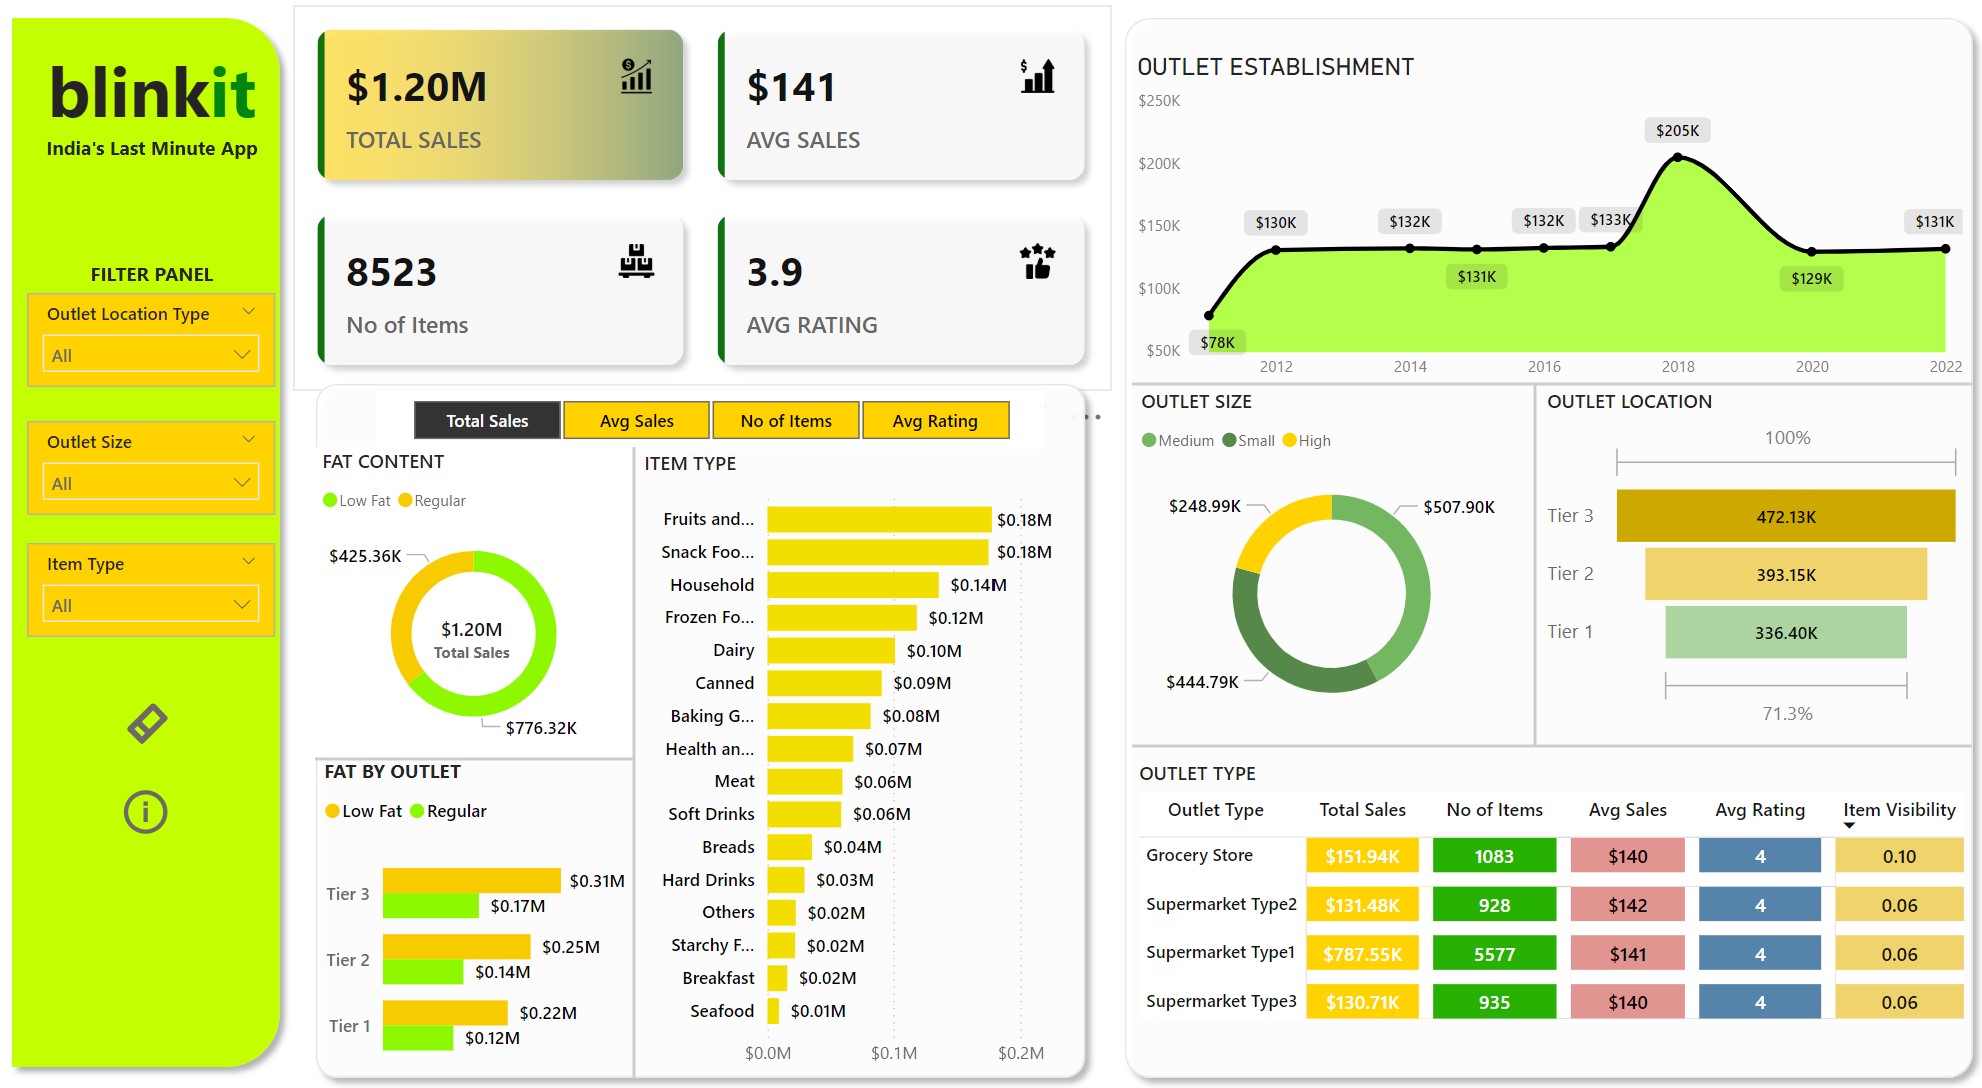 blinkit
India's Last Minute App
FILTER PANEL
Outlet Location Type
All
Outlet Size
All
Item Type
All
$1.20M
TOTAL SALES
$141
AVG SALES
8523
No of Items
3.9
AVG RATING
Total Sales Avg Sales No of Items Avg Rating
FAT CONTENT
Low Fat Regular
$425.36K
$1.20M
Total Sales
$776.32K
FAT BY OUTLET
Low Fat Regular
Tier 3 $0.31M
$0.17M
Tier 2 $0.25M
$0.14M
Tier 1 $0.22M
$0.12M
ITEM TYPE
Fruits and... $0.18M
Snack Foo... $0.18M
Household $0.14M
Frozen Fo... $0.12M
Dairy $0.10M
Canned $0.09M
Baking G... $0.08M
Health an... $0.07M
Meat $0.06M
Soft Drinks $0.06M
Breads $0.04M
Hard Drinks $0.03M
Others $0.02M
Starchy F... $0.02M
Breakfast $0.02M
Seafood $0.01M
$0.0M $0.1M $0.2M
OUTLET ESTABLISHMENT
$250K
$200K
$150K
$100K
$50K
$78K
$130K
$132K
$131K
$132K
$133K
$205K
$129K
$131K
2012 2014 2016 2018 2020 2022
OUTLET SIZE
Medium Small High
$248.99K
$507.90K
$444.79K
OUTLET LOCATION
100%
Tier 3 472.13K
Tier 2 393.15K
Tier 1 336.40K
71.3%
OUTLET TYPE
Outlet Type Total Sales No of Items Avg Sales Avg Rating Item Visibility
Grocery Store $151.94K 1083 $140 4 0.10
Supermarket Type2 $131.48K 928 $142 4 0.06
Supermarket Type1 $787.55K 5577 $141 4 0.06
Supermarket Type3 $130.71K 935 $140 4 0.06